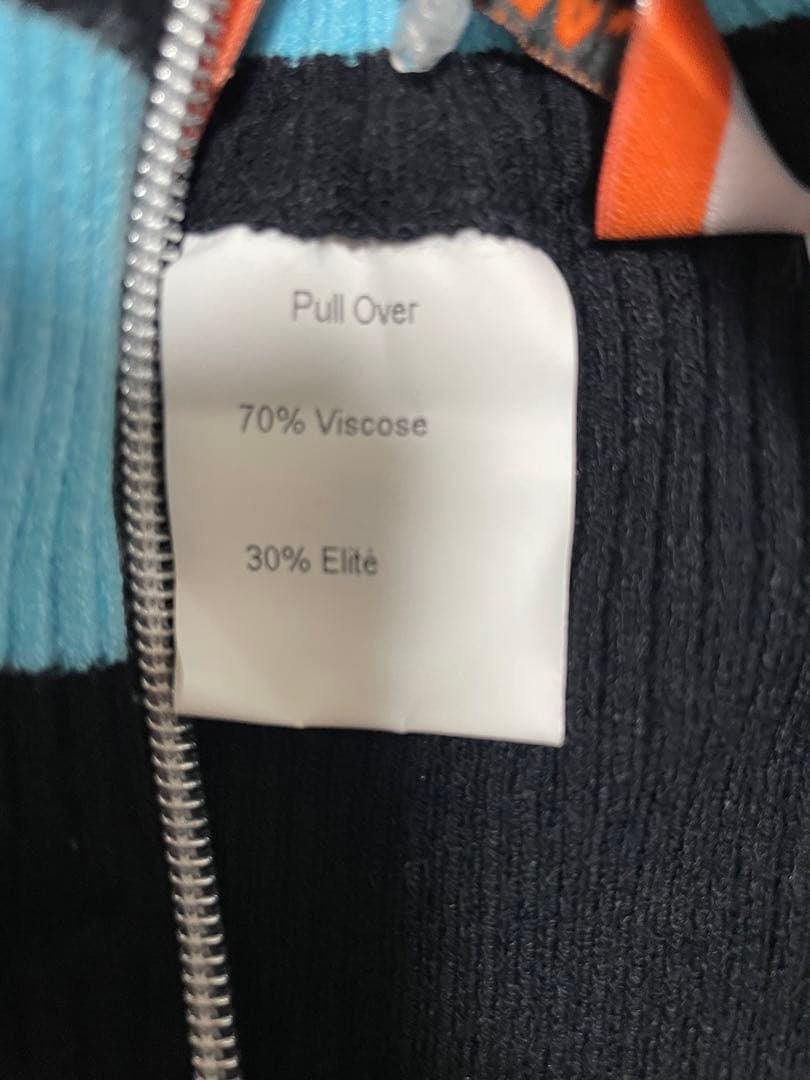 Pull Over
70% Viscose
30% Elité